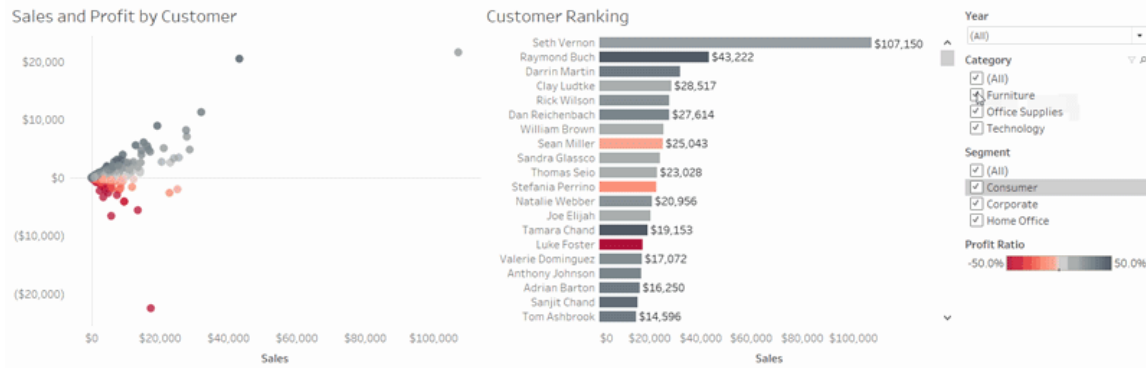 Sales and Profit by Customer
$20,000
$10,000
$0
($10,000)
($20,000)
$0 $20,000 $40,000 $60,000 $80,000 $100,000
Sales
Customer Ranking
Seth Vernon $107,150
Raymond Buch $43,222
Darrin Martin
Clay Ludtke $28,517
Rick Wilson
Dan Reichenbach $27,614
William Brown
Sean Miller $25,043
Sandra Glassco
Thomas Seio $23,028
Stefania Perrino
Natalie Webber $20,956
Joe Elijah
Tamara Chand $19,153
Luke Foster
Valerie Dominguez $17,072
Anthony Johnson
Adrian Barton $16,250
Sanjit Chand
Tom Ashbrook $14,596
$0 $20,000 $40,000 $60,000 $80,000 $100,000
Sales
Year
(All)
Category
(All)
Furniture
Office Supplies
Technology
Segment
(All)
Consumer
Corporate
Home Office
Profit Ratio
-50.0% 50.0%